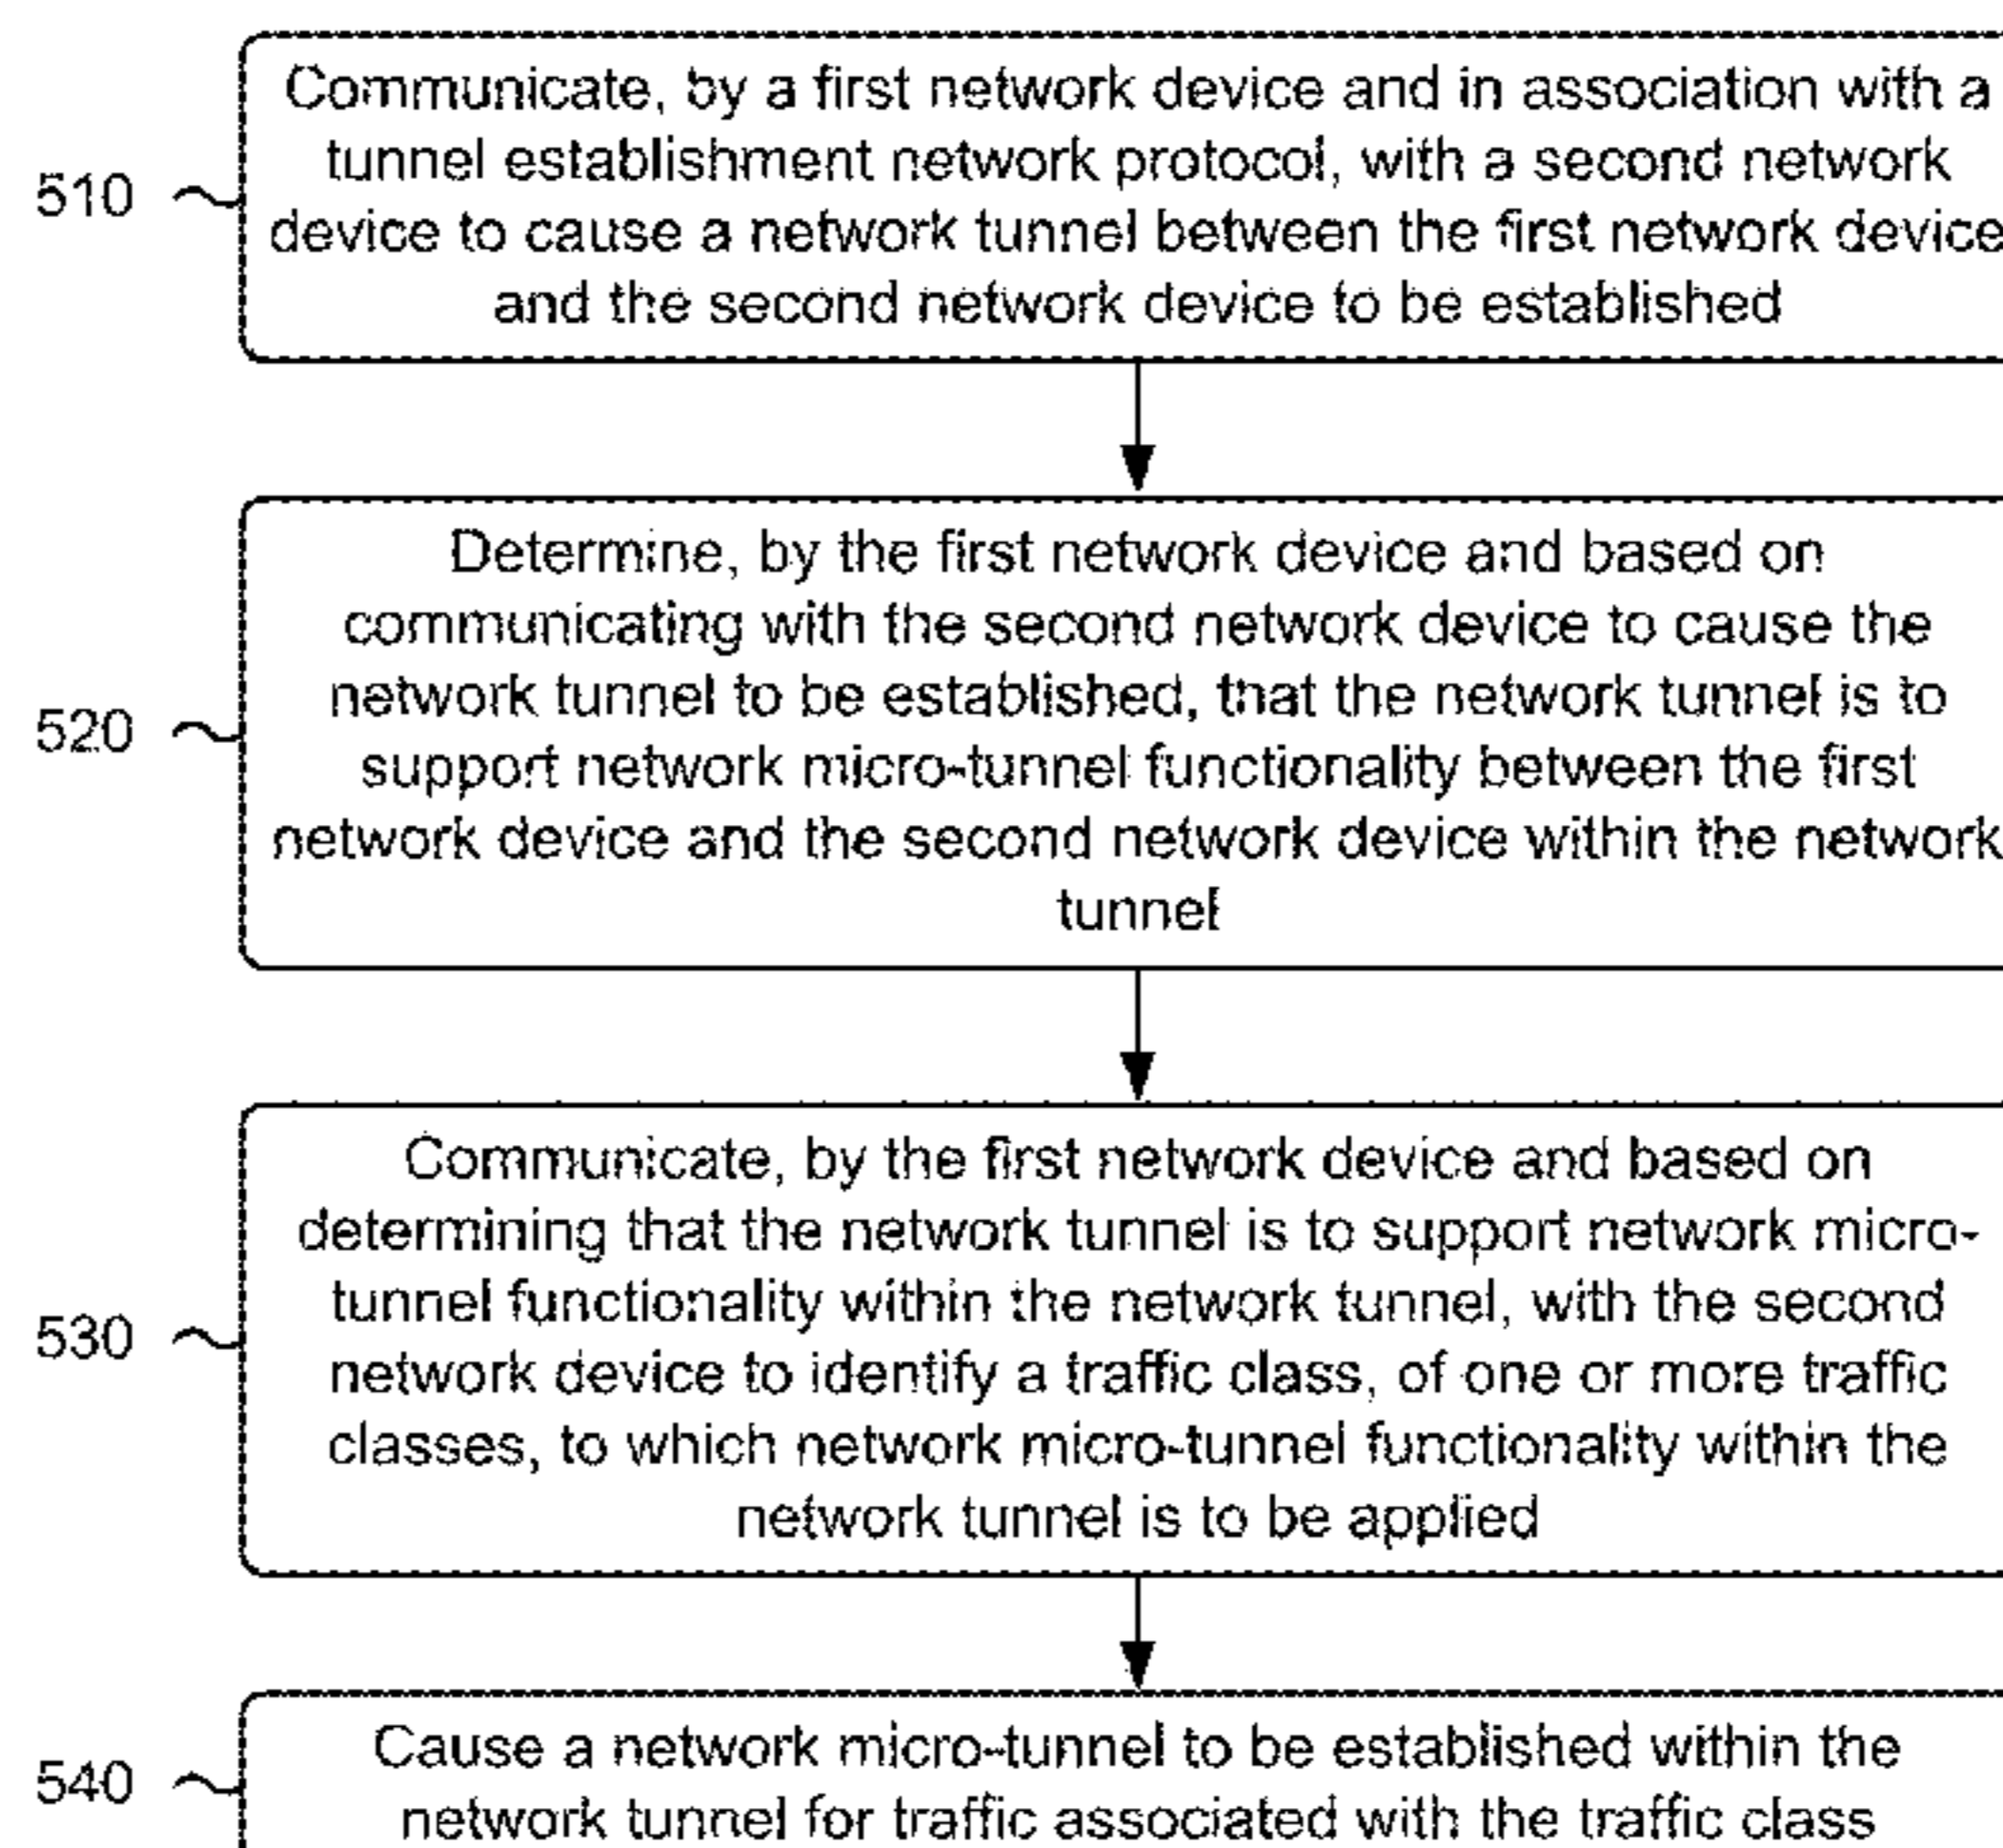 Communicate, by a first network device and in association with a
tunnel establishment network protocol, with a second network
510
device to cause a network tunnel between the first network device
and the second network device to be established
Determine, by the first network device and based on
communicating with the second network device to cause the
network tunnel to be established, that the network tunnel is to
520
support network micro-tunnel functionality between the first
network device and the second network device within the network
tunnel
Communicate, by the first network device and based on
determining that the network tunnel is to support network micro-
tunnel functionality within the network tunnel, with the second
530
network device to identify a traffic class, of one or more traffic
classes, to which network micro-tunnel functionality within the
network tunnel is to be applied
Cause a network micro-tunnel to be established within the
540
network tunnel for traffic associated with the traffic class